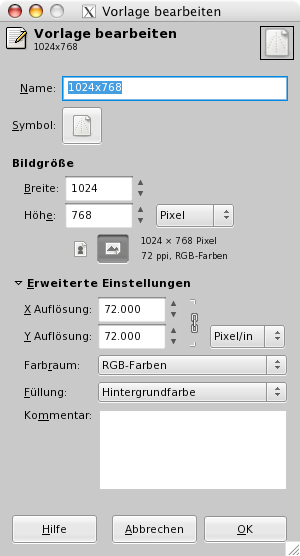 Vorlage bearbeiten
Vorlage bearbeiten
1024x768
Name: 1024x768
Symbol:
Bildgröße
Breite: 1024
Höhe: 768 Pixel
1024 × 768 Pixel
72 ppi, RGB-Farben
Erweiterte Einstellungen
X Auflösung: 72.000
Y Auflösung: 72.000 Pixel/in
Farbraum: RGB-Farben
Füllung: Hintergrundfarbe
Kommentar:
Hilfe Abbrechen OK